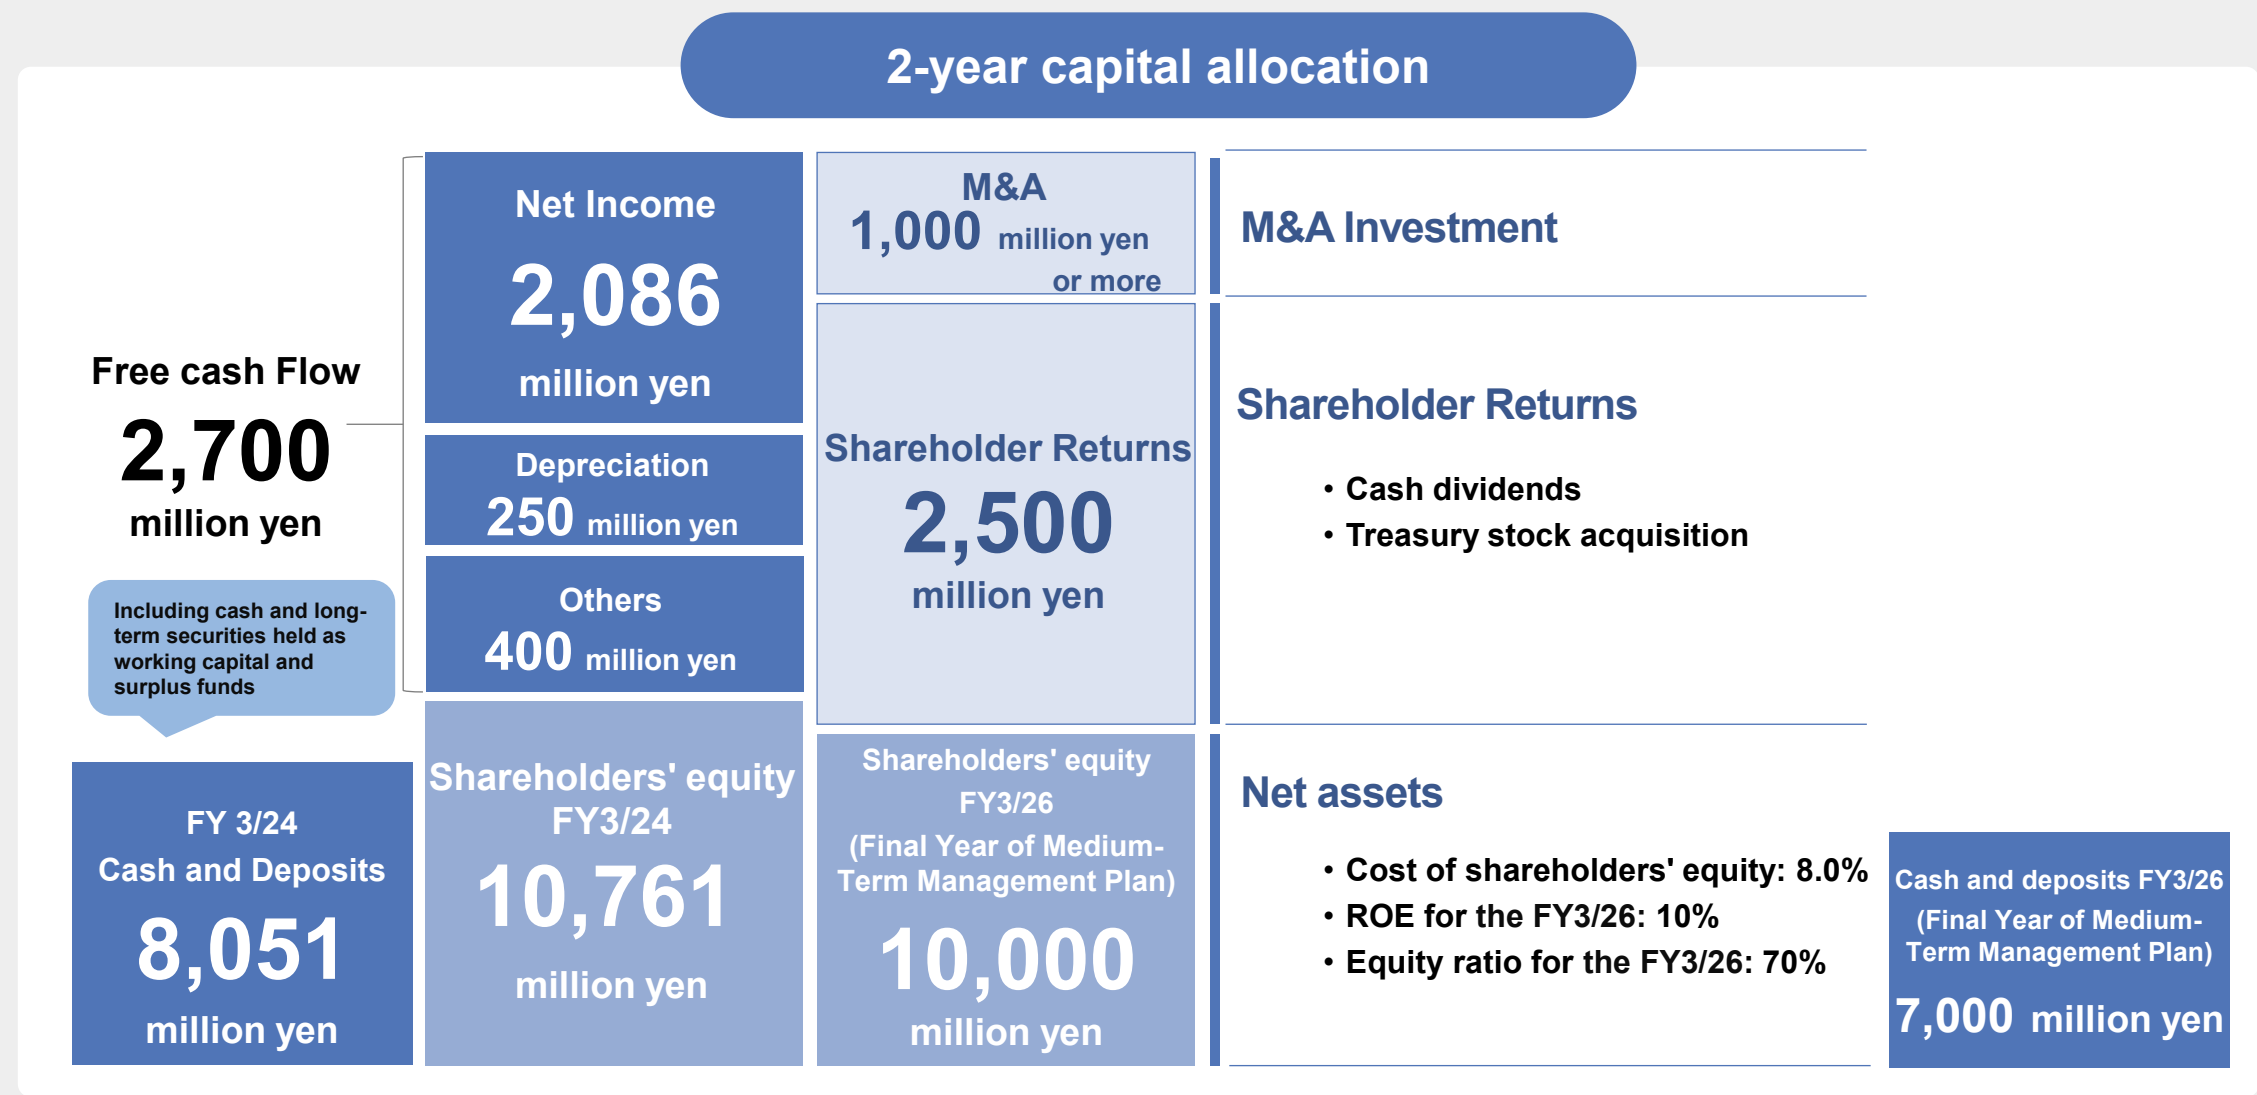 2-year capital allocation
Free cash Flow
2,700
million yen
Including cash and long-
term securities held as
working capital and
surplus funds
FY 3/24
Cash and Deposits
8,051
million yen
Net Income
2,086
million yen
Depreciation
250 million yen
Others
400 million yen
Shareholders' equity
FY3/24
10,761
million yen
M&A
1,000 million yen
or more
Shareholder Returns
2,500
million yen
Shareholders' equity
FY3/26
(Final Year of Medium-
Term Management Plan)
10,000
million yen
M&A Investment
Shareholder Returns
• Cash dividends
• Treasury stock acquisition
Net assets
• Cost of shareholders' equity: 8.0%
• ROE for the FY3/26: 10%
• Equity ratio for the FY3/26: 70%
Cash and deposits FY3/26
(Final Year of Medium-
Term Management Plan)
7,000 million yen